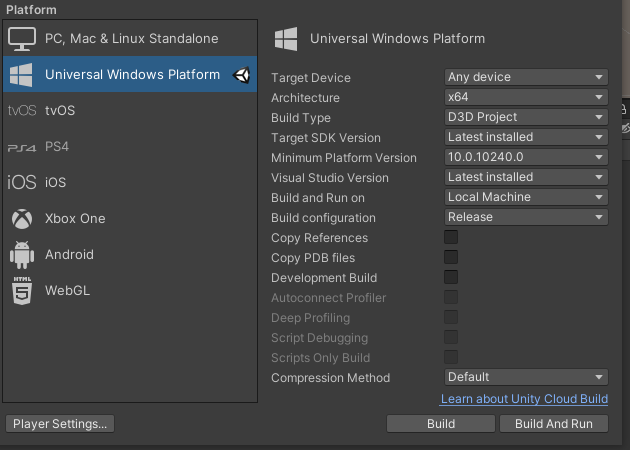 Platform
PC, Mac & Linux Standalone
Universal Windows Platform
tvOS tvOS
PS4 PS4
iOS iOS
Xbox One
Android
HTML 5 WebGL
Universal Windows Platform
Target Device Any device
Architecture x64
Build Type D3D Project
Target SDK Version Latest installed
Minimum Platform Version 10.0.10240.0
Visual Studio Version Latest installed
Build and Run on Local Machine
Build configuration Release
Copy References
Copy PDB files
Development Build
Autoconnect Profiler
Deep Profiling
Script Debugging
Scripts Only Build
Compression Method Default
Learn about Unity Cloud Build
Player Settings... Build Build And Run